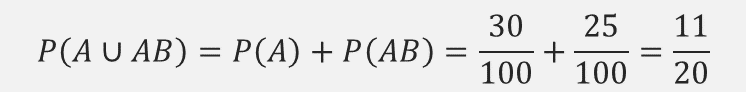 P(A ∪ AB) = P(A) + P(AB) = 30/100 + 25/100 = 11/20